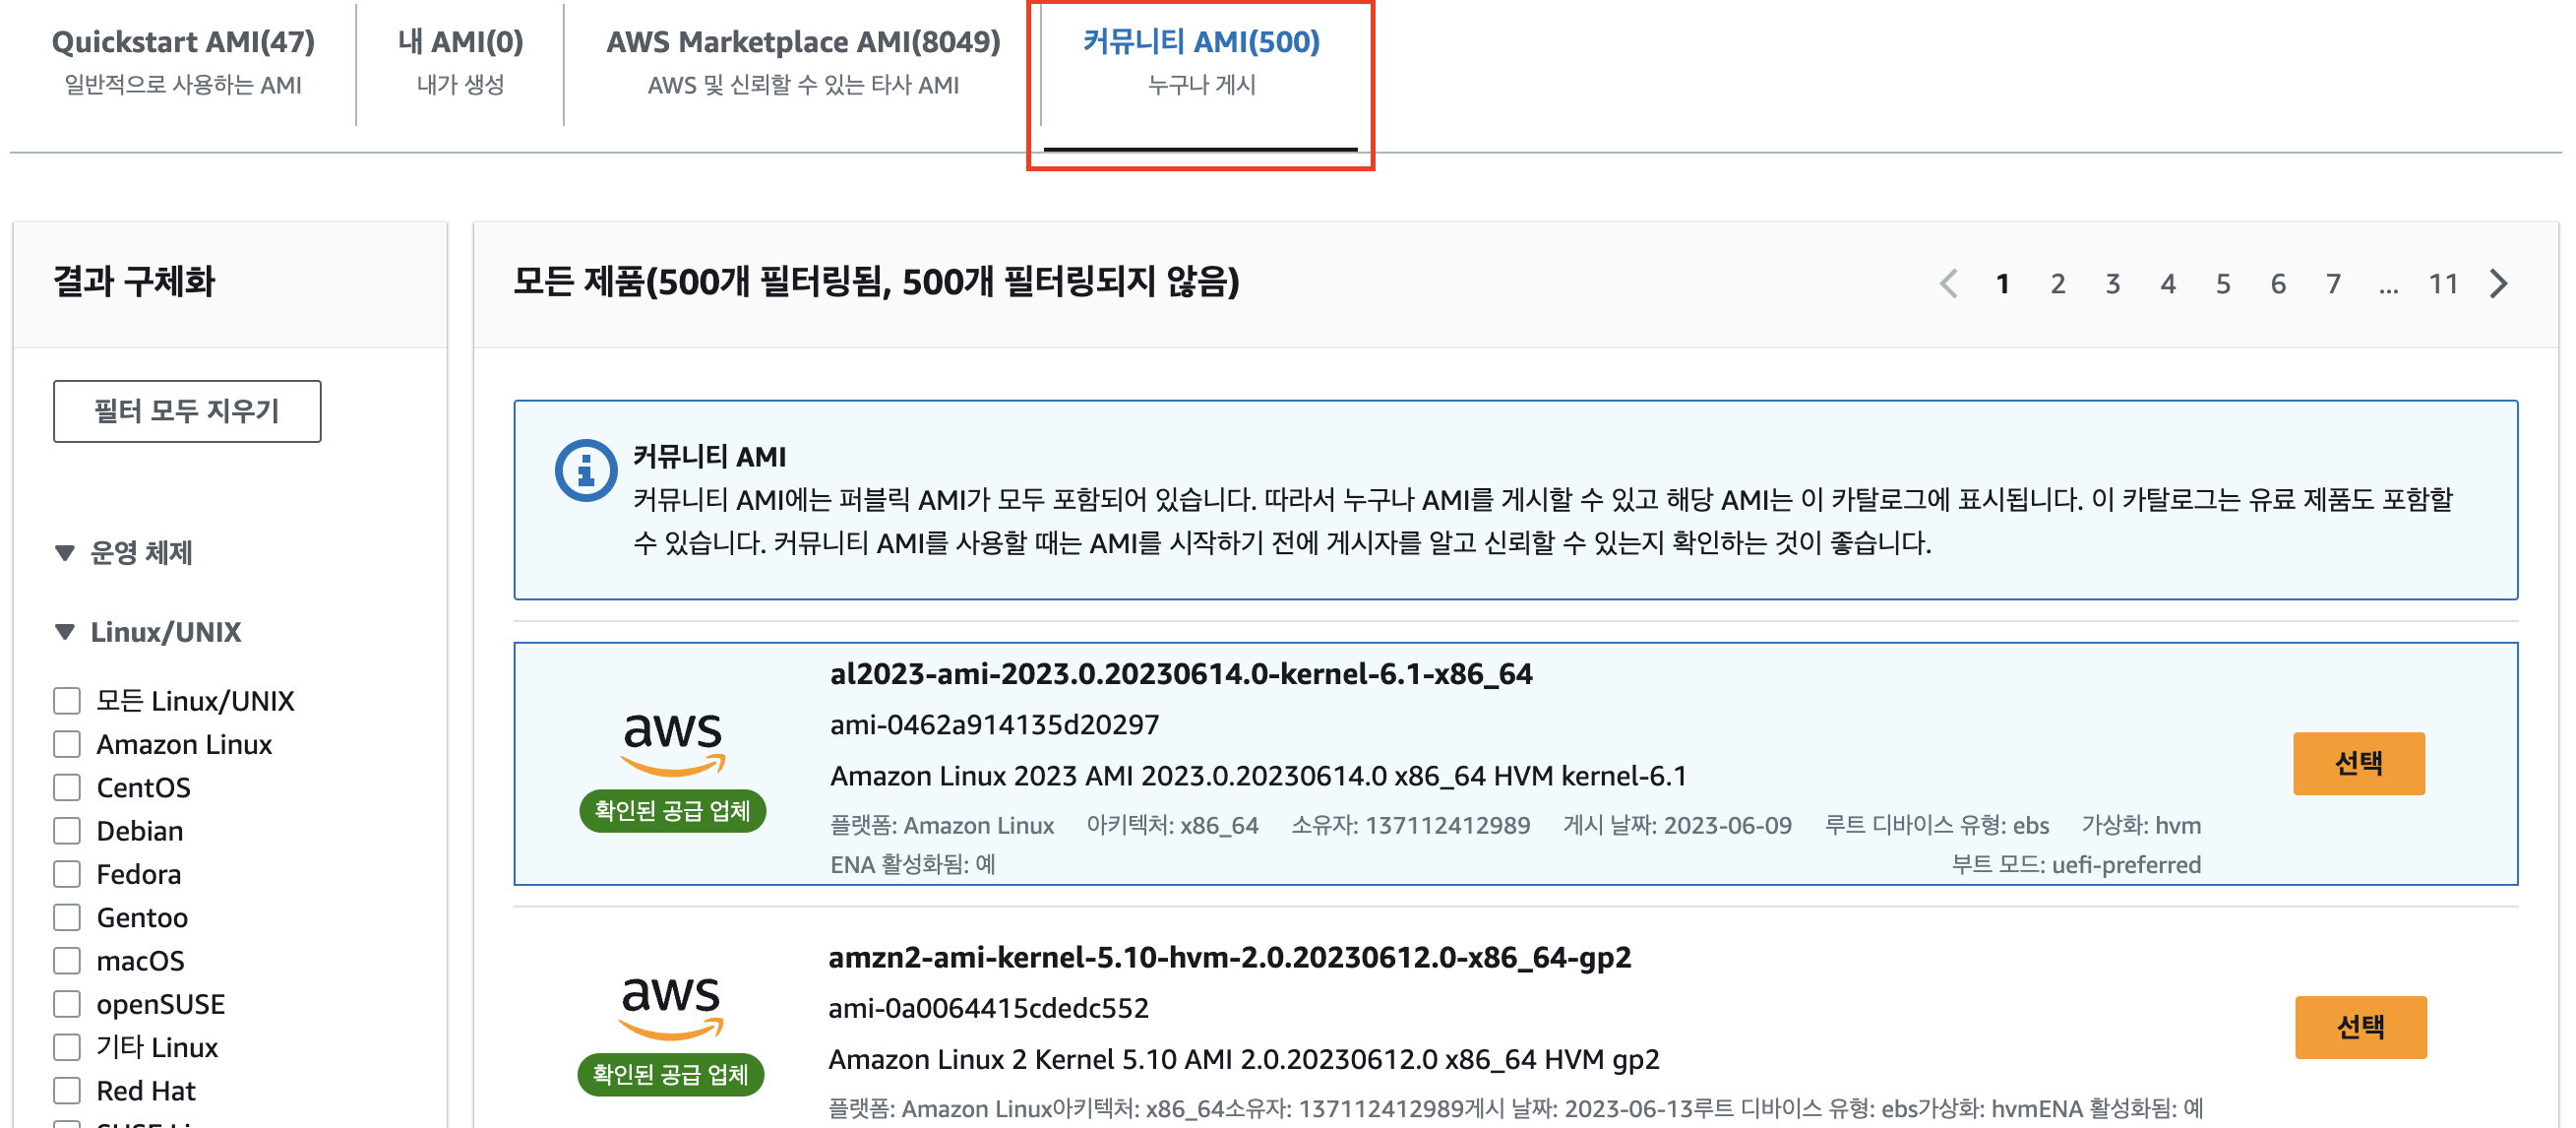 Quickstart AMI(47)
일반적으로 사용하는 AMI
내 AMI(0)
내가 생성
AWS Marketplace AMI(8049)
AWS 및 신뢰할 수 있는 타사 AMI
커뮤니티 AMI(500)
누구나 게시
결과 구체화
필터 모두 지우기
▼ 운영 체제
▼ Linux/UNIX
모든 Linux/UNIX
Amazon Linux
CentOS
Debian
Fedora
Gentoo
macOS
openSUSE
기타 Linux
Red Hat
모든 제품(500개 필터링됨, 500개 필터링되지 않음)
1 2 3 4 5 6 7 ... 11
커뮤니티 AMI
커뮤니티 AMI에는 퍼블릭 AMI가 모두 포함되어 있습니다. 따라서 누구나 AMI를 게시할 수 있고 해당 AMI는 이 카탈로그에 표시됩니다. 이 카탈로그는 유료 제품도 포함할
수 있습니다. 커뮤니티 AMI를 사용할 때는 AMI를 시작하기 전에 게시자를 알고 신뢰할 수 있는지 확인하는 것이 좋습니다.
aws
확인된 공급 업체
al2023-ami-2023.0.20230614.0-kernel-6.1-x86_64
ami-0462a914135d20297
Amazon Linux 2023 AMI 2023.0.20230614.0 x86_64 HVM kernel-6.1
플랫폼: Amazon Linux 아키텍처: x86_64 소유자: 137112412989 게시 날짜: 2023-06-09 루트 디바이스 유형: ebs 가상화: hvm
ENA 활성화됨: 예 부트 모드: uefi-preferred
선택
aws
확인된 공급 업체
amzn2-ami-kernel-5.10-hvm-2.0.20230612.0-x86_64-gp2
ami-0a0064415cdedc552
Amazon Linux 2 Kernel 5.10 AMI 2.0.20230612.0 x86_64 HVM gp2
플랫폼: Amazon Linux아키텍처: x86_64소유자: 137112412989게시 날짜: 2023-06-13루트 디바이스 유형: ebs가상화: hvmENA 활성화됨: 예
선택